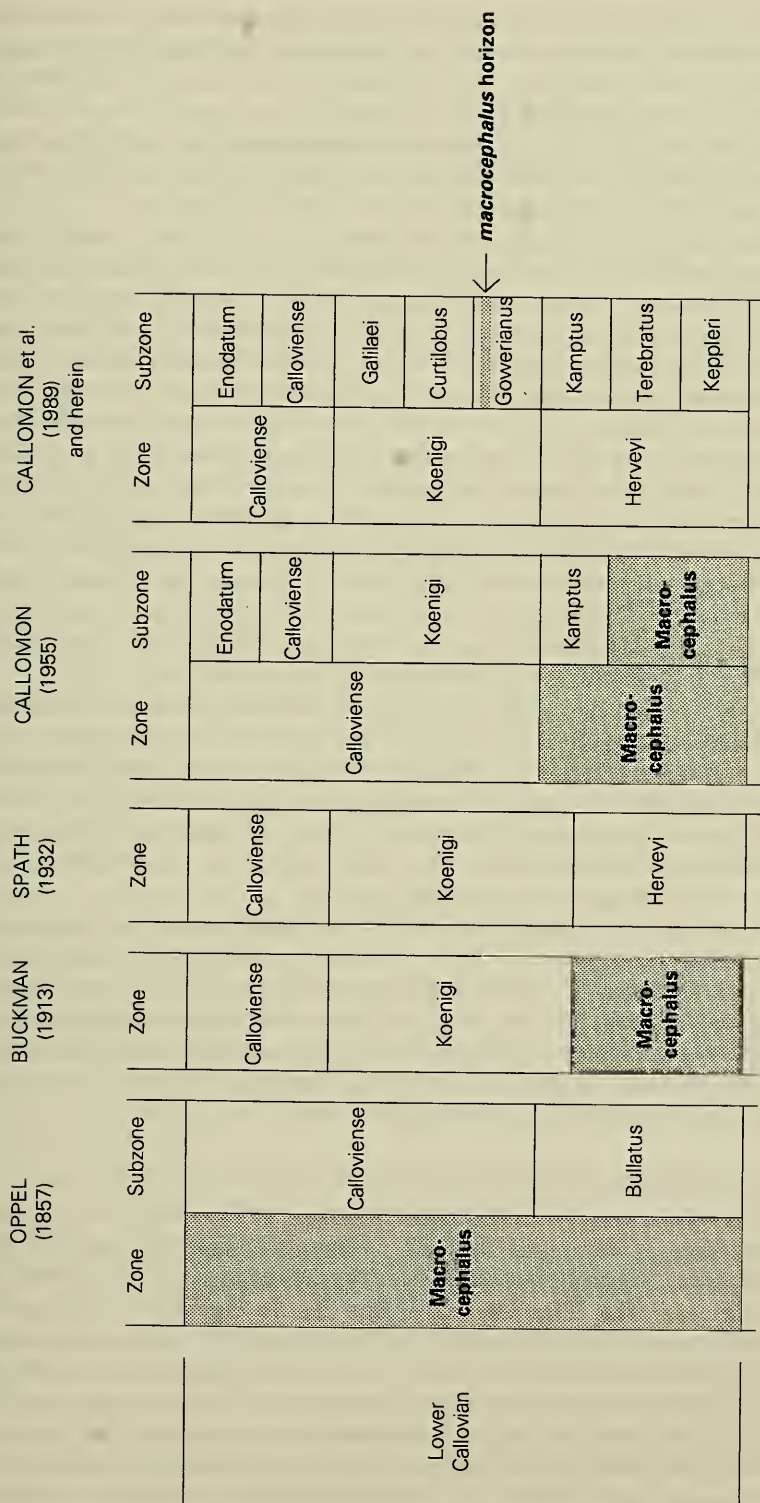 Lower
Callovian
OPPEL
(1857)
Zone
Subzone
Macro-
cephalus
Calloviense
Bullatus
BUCKMAN
(1913)
Zone
Calloviense
Koenigi
Macro-
cephalus
SPATH
(1932)
Zone
Calloviense
Koenigi
Herveyi
CALLOMON
(1955)
Zone
Subzone
Calloviense
Macro-
cephalus
Enodatum
Calloviense
Koenigi
Kamptus
Macro-
cephalus
CALLOMON et al.
(1989)
and herein
Zone
Subzone
Calloviense
Koenigi
Herveyi
Enodatum
Calloviense
Galilaei
Curtilobus
Gowerianus
Kamptus
Terebratus
Keppleri
macrocephalus horizon